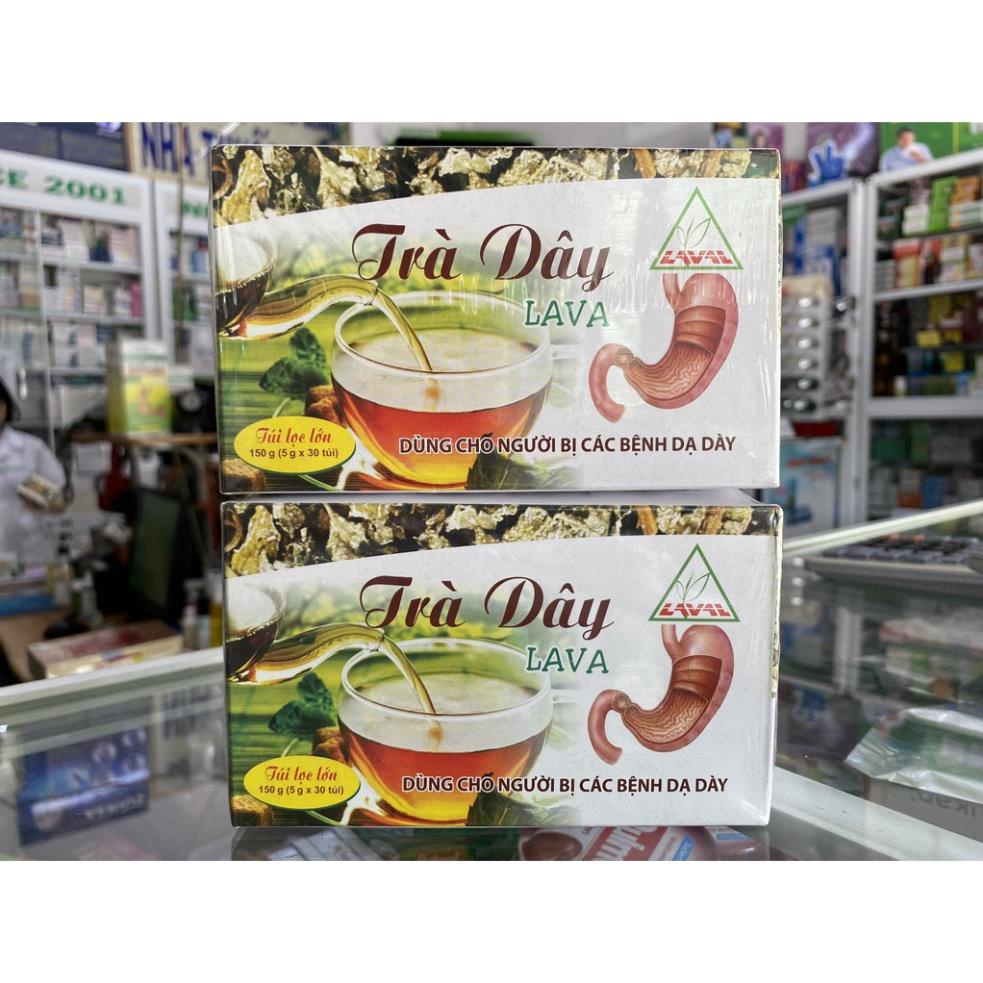 NHÀ THUỐC
CE 2001
Trà Dây
LAVA
LAVAL
Túi lọc lớn
150 g (5 g x 30 túi)
DÙNG CHO NGƯỜI BỊ CÁC BỆNH DẠ DÀY
Trà Dây
LAVA
LAVAL
Túi lọc lớn
150 g (5 g x 30 túi)
DÙNG CHO NGƯỜI BỊ CÁC BỆNH DẠ DÀY